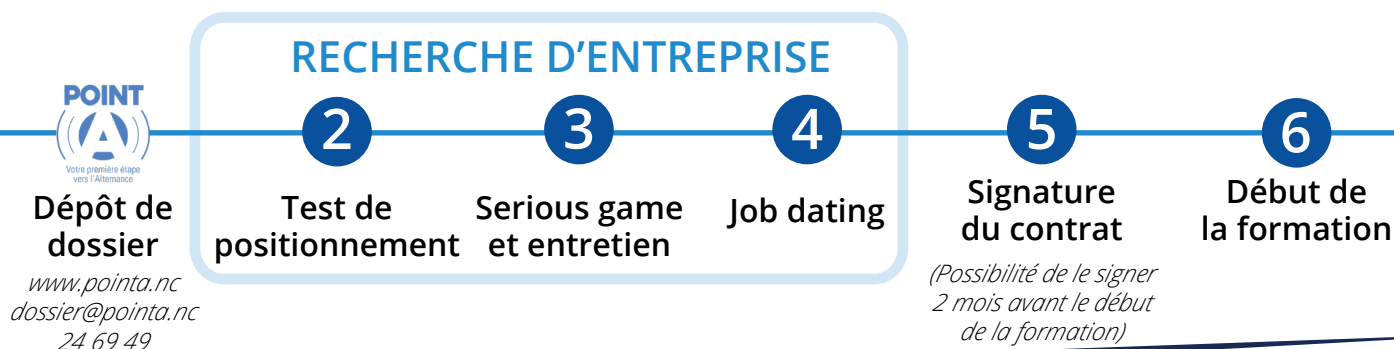 RECHERCHE D’ENTREPRISE
POINT
A
Votre première étape
vers l'Alternance
2
3
4
5
6
Dépôt de
dossier
www.pointa.nc
dossier@pointa.nc
24 69 49
Test de
positionnement
Serious game
et entretien
Job dating
Signature
du contrat
(Possibilité de le signer
2 mois avant le début
de la formation)
Début de
la formation